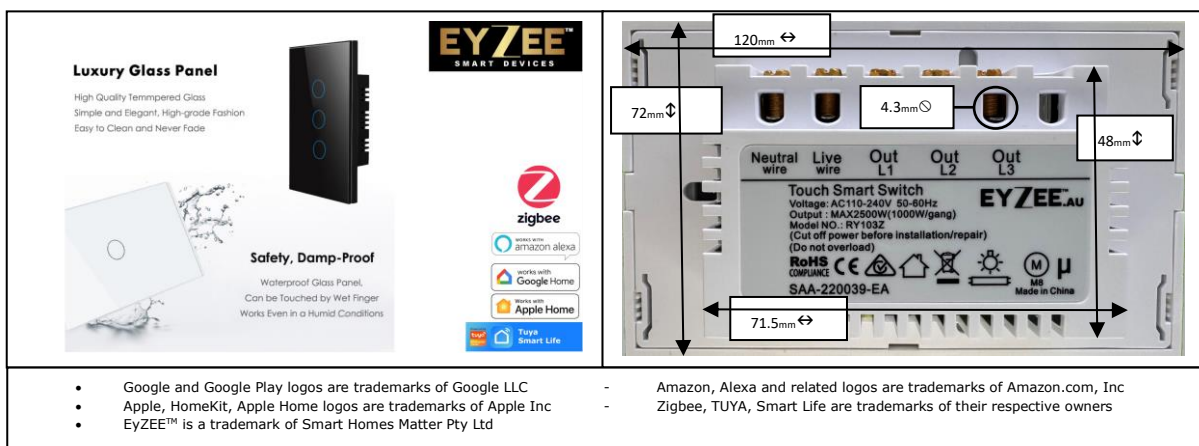 EYZEE™
SMART DEVICES
Luxury Glass Panel
High Quality Temmpered Glass
Simple and Elegant, High-grade Fashion
Easy to Clean and Never Fade
zigbee
WORKS WITH
amazon alexa
works with
Google Home
Works with
Apple Home
tuya
Tuya
Smart Life
Safety, Damp-Proof
Waterproof Glass Panel,
Can be Touched by Wet Finger
Works Even in a Humid Conditions
120mm ↔
72mm↕
4.3mm⃠
48mm↕
Neutral wire Live wire Out L1 Out L2 Out L3
Touch Smart Switch
Voltage: AC110-240V 50-60Hz
Output : MAX2500W(1000W/gang)
Model NO.: RY103Z
(Cut off power before installation/repair)
(Do not overload)
EYZEE™.AU
RoHS
COMPLIANCE CE
M µ
M8
SAA-220039-EA
Made in China
71.5mm↔
• Google and Google Play logos are trademarks of Google LLC
• Apple, HomeKit, Apple Home logos are trademarks of Apple Inc
• EyZEE™ is a trademark of Smart Homes Matter Pty Ltd
- Amazon, Alexa and related logos are trademarks of Amazon.com, Inc
- Zigbee, TUYA, Smart Life are trademarks of their respective owners